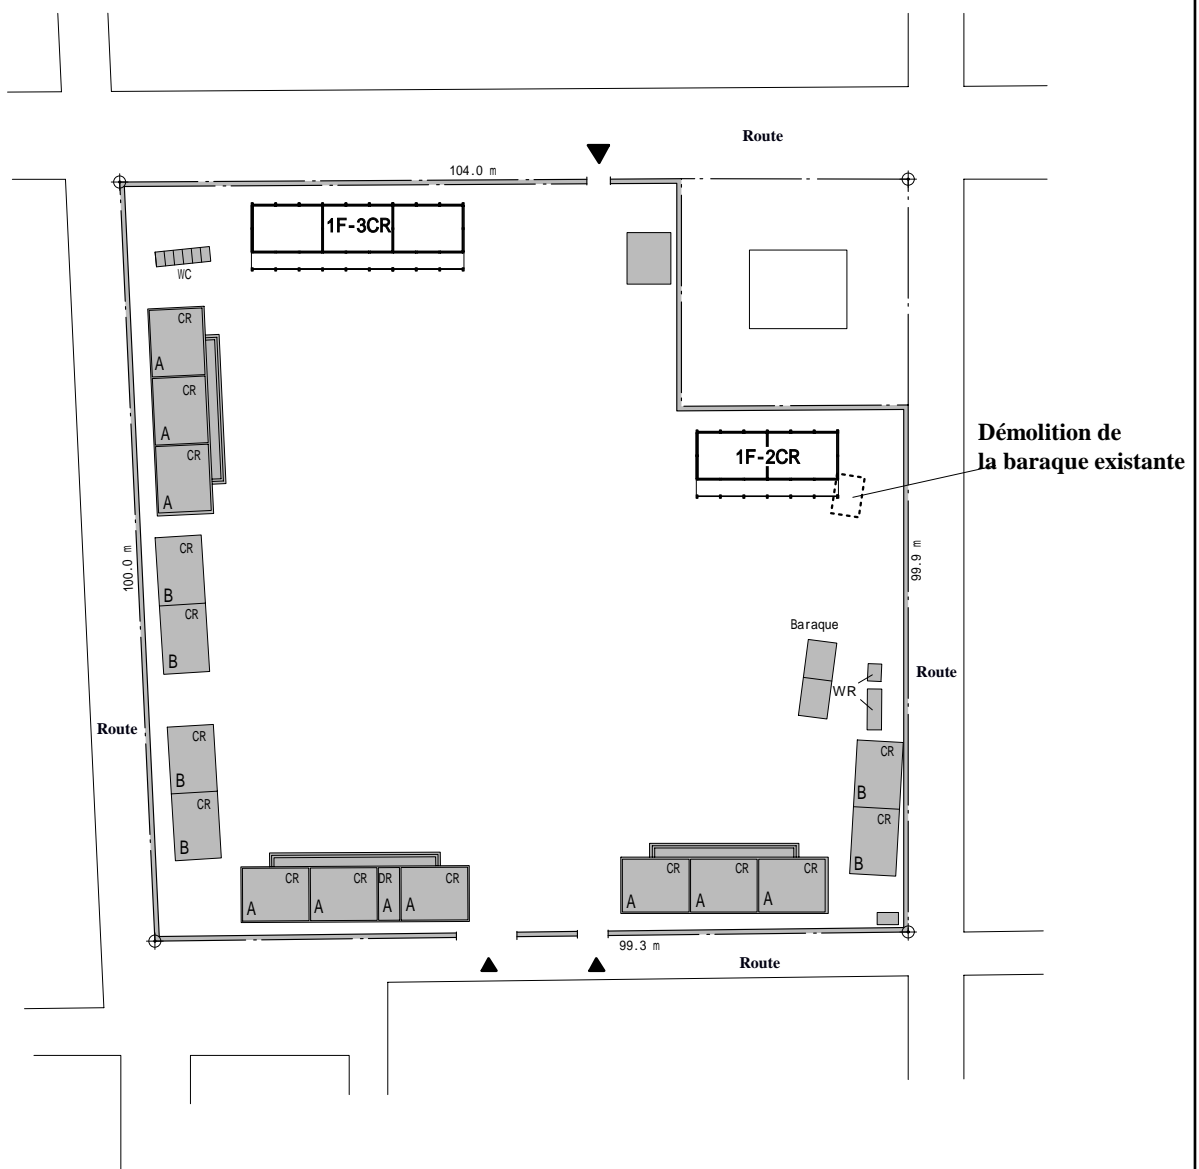 Route
104.0 m
1F-3CR
WC
CR
A
CR
A
CR
A
1F-2CR
Démolition de
la baraque existante
100.0 m
99.9 m
CR
B
CR
B
Baraque
WR
Route
Route
CR
B
CR
B
CR
B
CR
B
CR
A
CR
A
DR
A
CR
A
CR
A
CR
A
CR
A
99.3 m
Route